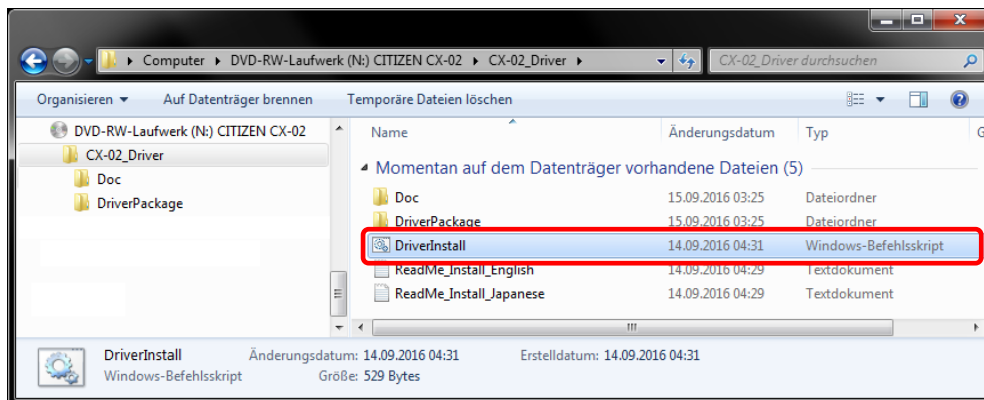 Computer ▸ DVD-RW-Laufwerk (N:) CITIZEN CX-02 ▸ CX-02_Driver ▸ CX-02_Driver durchsuchen
Organisieren Auf Datenträger brennen Temporäre Dateien löschen
DVD-RW-Laufwerk (N:) CITIZEN CX-02
CX-02_Driver
Doc
DriverPackage
Name Änderungsdatum Typ G
Momentan auf dem Datenträger vorhandene Dateien (5)
Doc 15.09.2016 03:25 Dateiordner
DriverPackage 15.09.2016 03:25 Dateiordner
DriverInstall 14.09.2016 04:31 Windows-Befehlsskript
ReadMe_Install_English 14.09.2016 04:29 Textdokument
ReadMe_Install_Japanese 14.09.2016 04:29 Textdokument
DriverInstall Änderungsdatum: 14.09.2016 04:31 Erstelldatum: 14.09.2016 04:31
Windows-Befehlsskript Größe: 529 Bytes